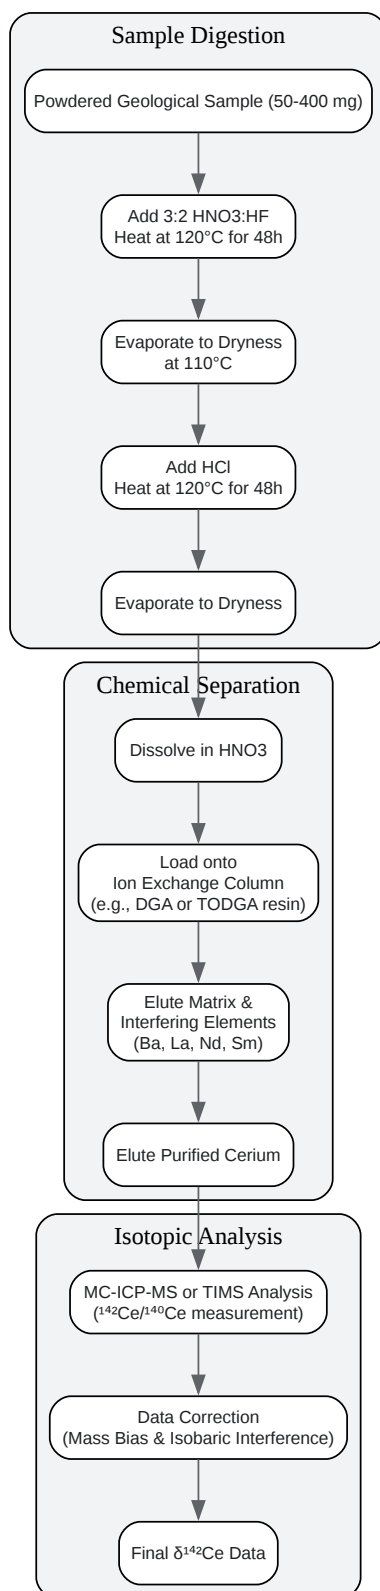 Sample Digestion
Powdered Geological Sample (50-400 mg)
Add 3:2 HNO3:HF
Heat at 120°C for 48h
Evaporate to Dryness
at 110°C
Add HCl
Heat at 120°C for 48h
Evaporate to Dryness
Chemical Separation
Dissolve in HNO3
Load onto
Ion Exchange Column
(e.g., DGA or TODGA resin)
Elute Matrix &
Interfering Elements
(Ba, La, Nd, Sm)
Elute Purified Cerium
Isotopic Analysis
MC-ICP-MS or TIMS Analysis
(¹⁴²Ce/¹⁴⁰Ce measurement)
Data Correction
(Mass Bias & Isobaric Interference)
Final δ¹⁴²Ce Data